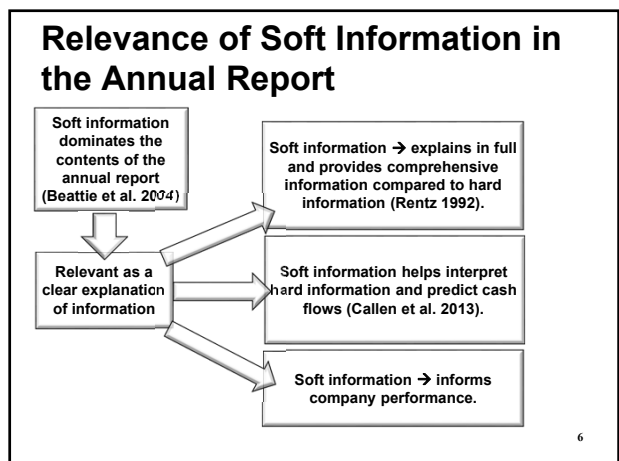 Relevance of Soft Information in
the Annual Report
Soft information
dominates the
contents of the
annual report
(Beattie et al. 2004)
Relevant as a
clear explanation
of information
Soft information → explains in full
and provides comprehensive
information compared to hard
information (Rentz 1992).
Soft information helps interpret
hard information and predict cash
flows (Callen et al. 2013).
Soft information → informs
company performance.
6